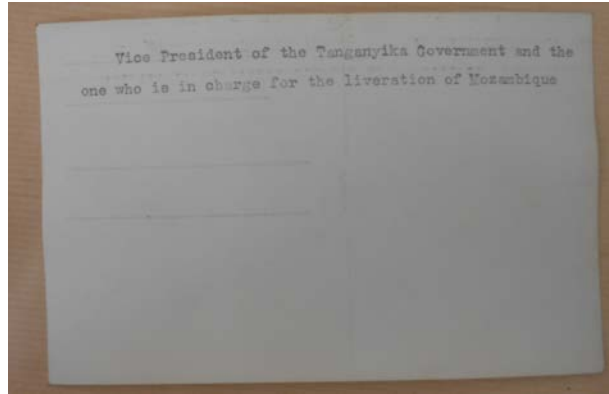 Vice President of the Tanganyika Government and the
one who is in charge for the liveration of Mozambique